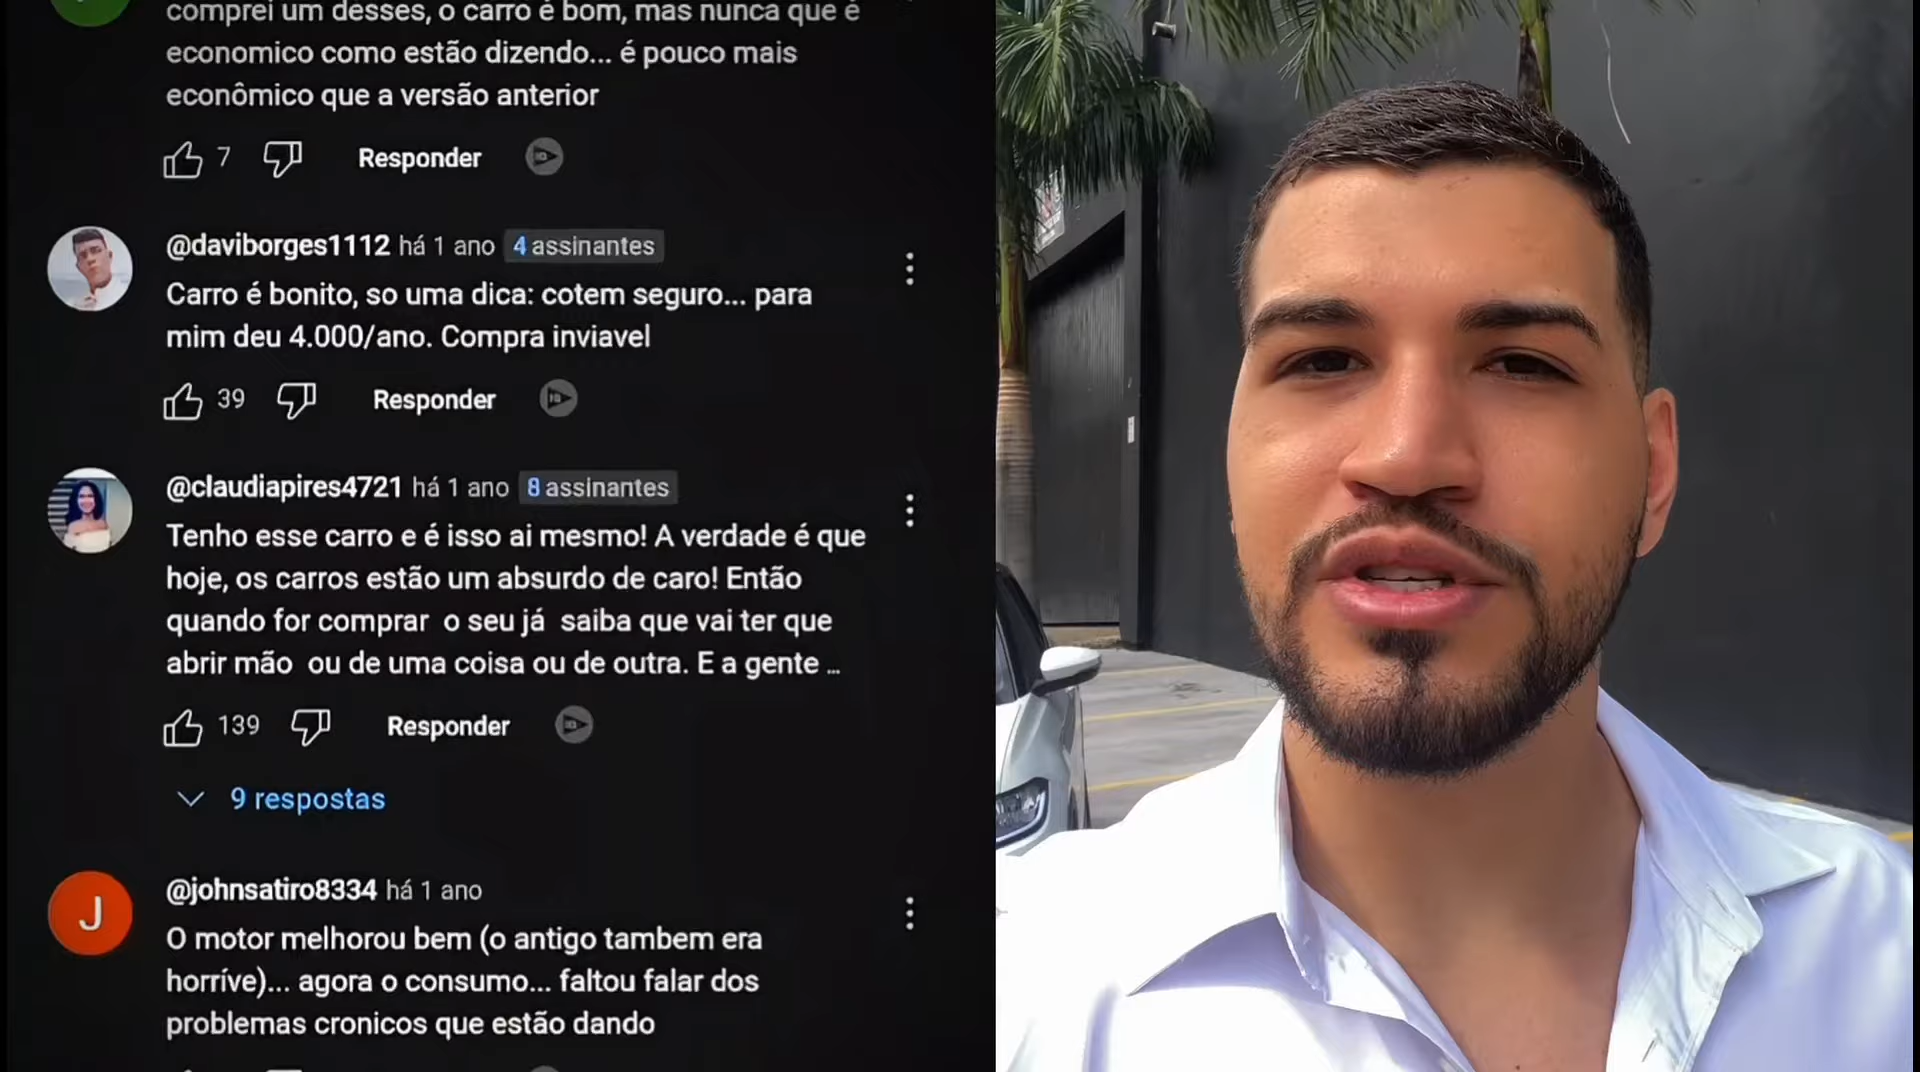 comprei um desses, o carro é bom, mas nunca que é
economico como estão dizendo... é pouco mais
econômico que a versão anterior
7 Responder
@daviborges1112 há 1 ano 4 assinantes
Carro é bonito, so uma dica: cotem seguro... para
mim deu 4.000/ano. Compra inviavel
39 Responder
@claudiapires4721 há 1 ano 8 assinantes
Tenho esse carro e é isso ai mesmo! A verdade é que
hoje, os carros estão um absurdo de caro! Então
quando for comprar o seu já saiba que vai ter que
abrir mão ou de uma coisa ou de outra. E a gente ...
139 Responder
9 respostas
J
@johnsatiro8334 há 1 ano
O motor melhorou bem (o antigo tambem era
horríve)... agora o consumo... faltou falar dos
problemas cronicos que estão dando